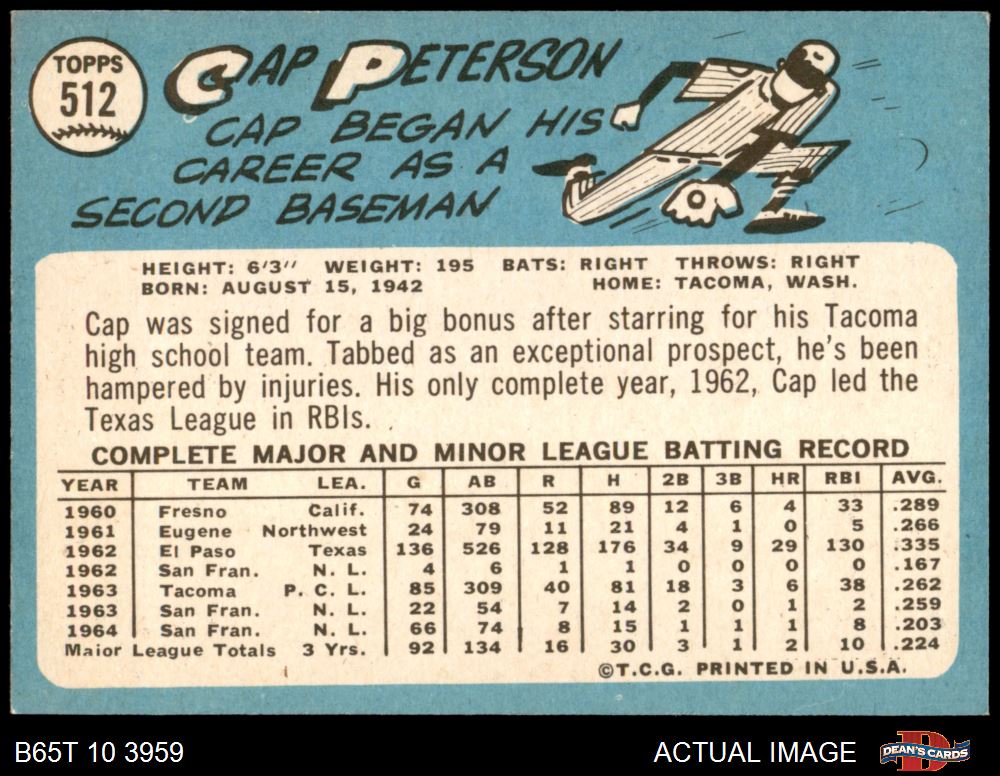 TOPPS
512
CAP PETERSON
CAP BEGAN HIS
CAREER AS A
SECOND BASEMAN
HEIGHT: 6'3" WEIGHT: 195 BATS: RIGHT THROWS: RIGHT
BORN: AUGUST 15, 1942 HOME: TACOMA, WASH.
Cap was signed for a big bonus after starring for his Tacoma
high school team. Tabbed as an exceptional prospect, he's been
hampered by injuries. His only complete year, 1962, Cap led the
Texas League in RBIs.
COMPLETE MAJOR AND MINOR LEAGUE BATTING RECORD
YEAR TEAM LEA. G AB R H 2B 3B HR RBI AVG.
1960 Fresno Calif. 74 308 52 89 12 6 4 33 .289
1961 Eugene Northwest 24 79 11 21 4 1 0 5 .266
1962 El Paso Texas 136 526 128 176 34 9 29 130 .335
1962 San Fran. N. L. 4 6 1 1 0 0 0 0 .167
1963 Tacoma P. C. L. 85 309 40 81 18 3 6 38 .262
1963 San Fran. N. L. 22 54 7 14 2 0 1 2 .259
1964 San Fran. N. L. 66 74 8 15 1 1 1 8 .203
Major League Totals 3 Yrs. 92 134 16 30 3 1 2 10 .224
©T.C.G. PRINTED IN U.S.A.
B65T 10 3959 ACTUAL IMAGE D DEAN'S CARDS